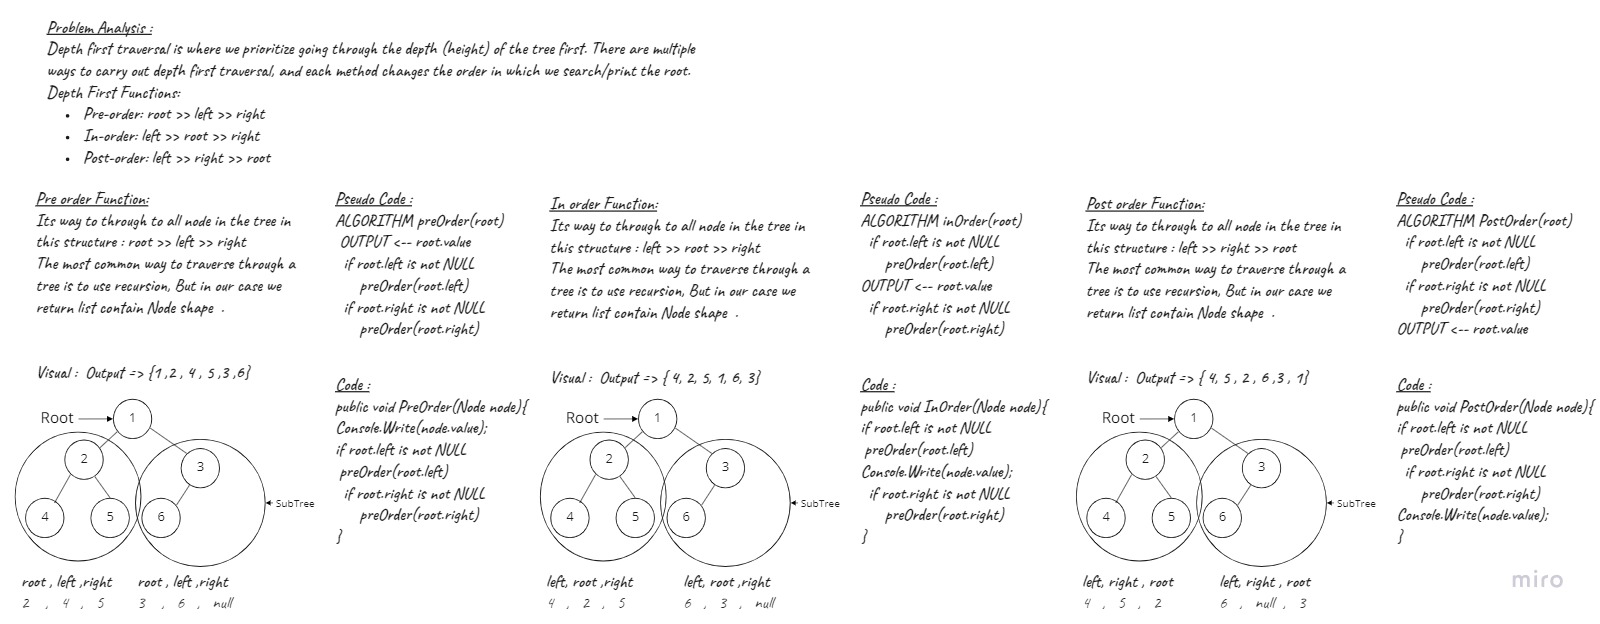 Problem Analysis :
Depth first traversal is where we prioritize going through the depth (height) of the tree first. There are multiple
ways to carry out depth first traversal, and each method changes the order in which we search/print the root.
Depth First Functions:
• Pre-order: root >> left >> right
• In-order: left >> root >> right
• Post-order: left >> right >> root
Pre order Function:
Its way to through to all node in the tree in
this structure : root >> left >> right
The most common way to traverse through a
tree is to use recursion, But in our case we
return list contain Node shape .
Visual : Output => {1 ,2 , 4 , 5 ,3 ,6}
Root
1
2
3
4
5
6
SubTree
root , left ,right
2 , 4 , 5
root , left ,right
3 , 6 , null
Pseudo Code :
ALGORITHM preOrder(root)
OUTPUT <-- root.value
if root.left is not NULL
preOrder(root.left)
if root.right is not NULL
preOrder(root.right)
Code :
public void PreOrder(Node node){
Console.Write(node.value);
if root.left is not NULL
preOrder(root.left)
if root.right is not NULL
preOrder(root.right)
}
In order Function:
Its way to through to all node in the tree in
this structure : left >> root >> right
The most common way to traverse through a
tree is to use recursion, But in our case we
return list contain Node shape .
Visual : Output => { 4, 2, 5, 1, 6, 3}
Root
1
2
3
4
5
6
SubTree
left, root ,right
4 , 2 , 5
left, root ,right
6 , 3 , null
Pseudo Code :
ALGORITHM inOrder(root)
if root.left is not NULL
preOrder(root.left)
OUTPUT <-- root.value
if root.right is not NULL
preOrder(root.right)
Code :
public void InOrder(Node node){
if root.left is not NULL
preOrder(root.left)
Console.Write(node.value);
if root.right is not NULL
preOrder(root.right)
}
Post order Function:
Its way to through to all node in the tree in
this structure : left >> right >> root
The most common way to traverse through a
tree is to use recursion, But in our case we
return list contain Node shape .
Visual : Output => { 4, 5 , 2 , 6 ,3 , 1}
Root
1
2
3
4
5
6
SubTree
left, right , root
4 , 5 , 2
left, right , root
6 , null , 3
Pseudo Code :
ALGORITHM PostOrder(root)
if root.left is not NULL
preOrder(root.left)
if root.right is not NULL
preOrder(root.right)
OUTPUT <-- root.value
Code :
public void PostOrder(Node node){
if root.left is not NULL
preOrder(root.left)
if root.right is not NULL
preOrder(root.right)
Console.Write(node.value);
}
miro